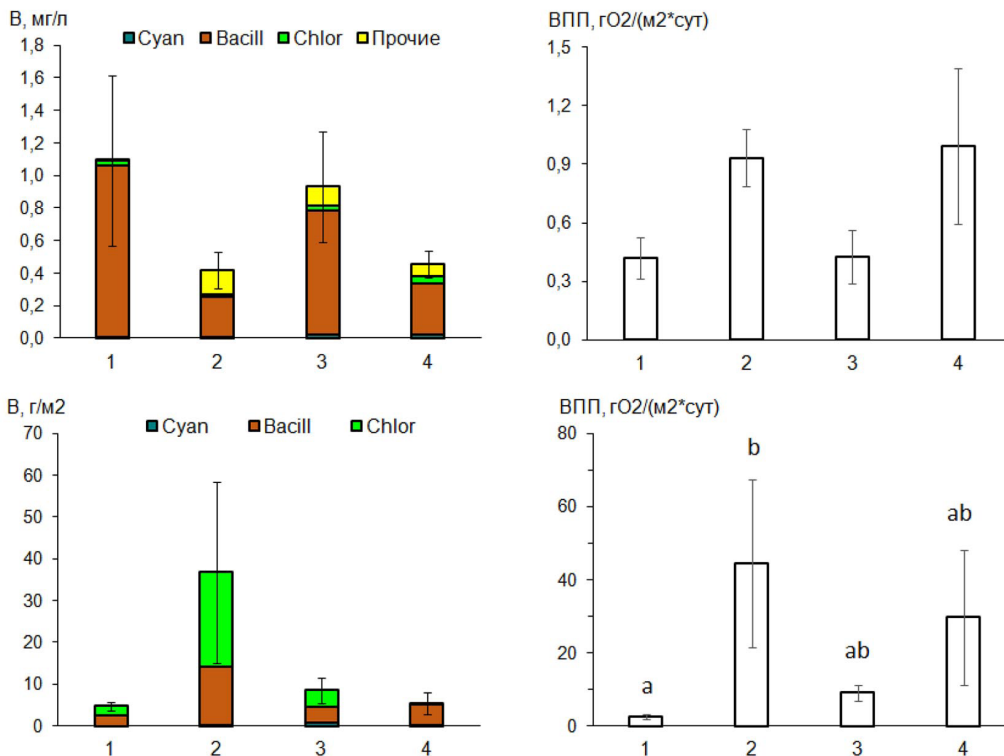 В, мг/л
Cyan Bacill Chlor Прочие
1,8
1,6
1,4
1,2
1,0
0,8
0,6
0,4
0,2
0,0
1 2 3 4
ВПП, гО2/(м2*сут)
1,5
1,2
0,9
0,6
0,3
0,0
1 2 3 4
В, г/м2
Cyan Bacill Chlor
70
60
50
40
30
20
10
0
1 2 3 4
ВПП, гО2/(м2*сут)
80
60
40
20
0
a b ab ab
1 2 3 4